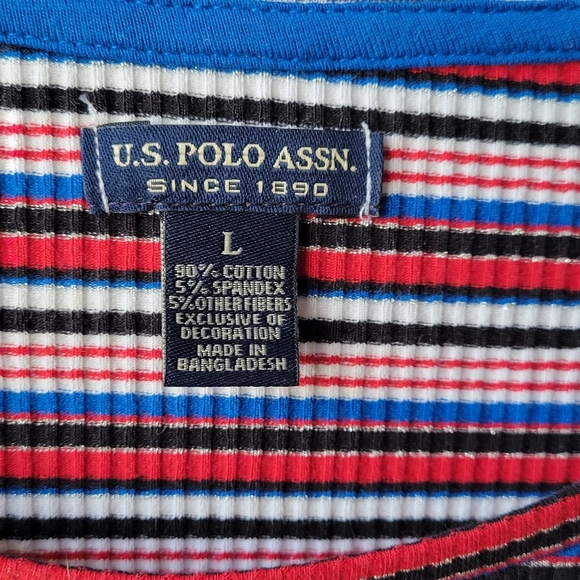 U.S. POLO ASSN.
SINCE 1890
L
90% COTTON
5% SPANDEX
5% OTHER FIBERS
EXCLUSIVE OF
DECORATION
MADE IN
BANGLADESH